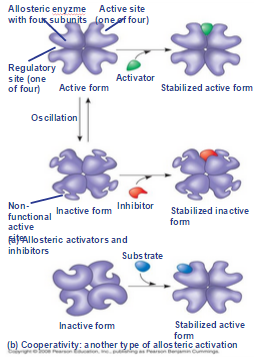 Allosteric enyzme
with four subunits
Active site
(one of four)
Regulatory
site (one
of four)
Active form
Activator
Stabilized active form
Oscillation
Non-
functional
active
site
Inactive form
Inhibitor
Stabilized inactive
form
(a) Allosteric activators and
inhibitors
Substrate
Inactive form
Stabilized active
form
(b) Cooperativity: another type of allosteric activation
Copyright © 2008 Pearson Education, Inc., publishing as Pearson Benjamin Cummings.